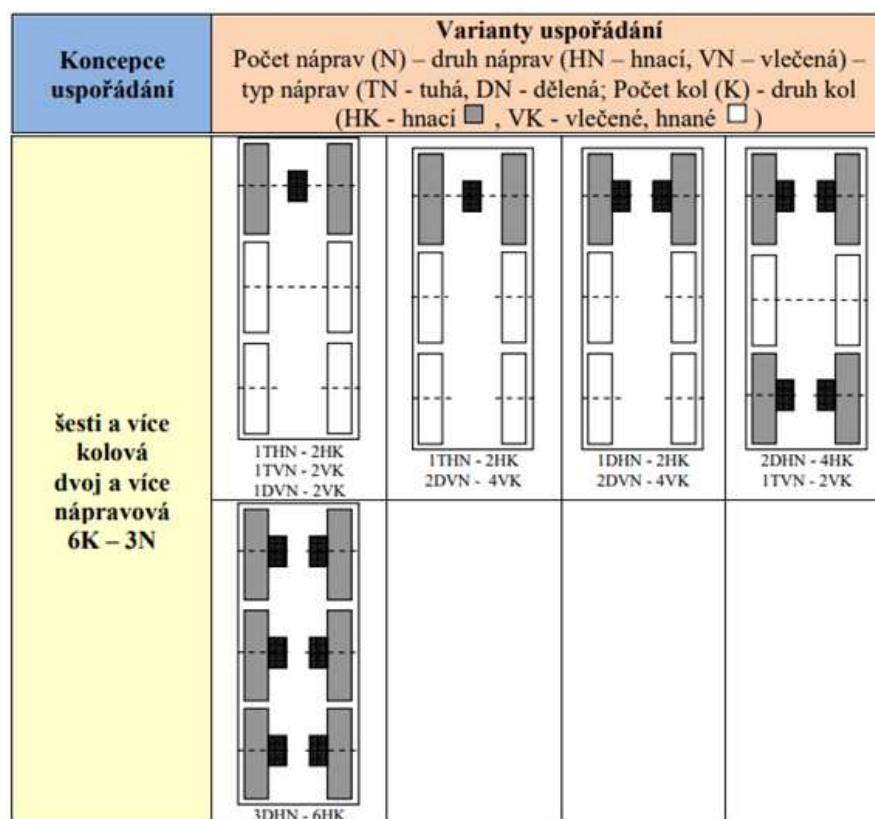 Koncepce
uspořádání
Varianty uspořádání
Počet náprav (N) – druh náprav (HN – hnací, VN – vlečená) –
typ náprav (TN - tuhá, DN - dělená; Počet kol (K) - druh kol
(HK - hnací , VK - vlečené, hnané )
šesti a více
kolová
dvoj a více
nápravová
6K – 3N
1THN - 2HK
1TVN - 2VK
1DVN - 2VK
1THN - 2HK
2DVN - 4VK
1DHN - 2HK
2DVN - 4VK
2DHN - 4HK
1TVN - 2VK
3DHN - 6HK